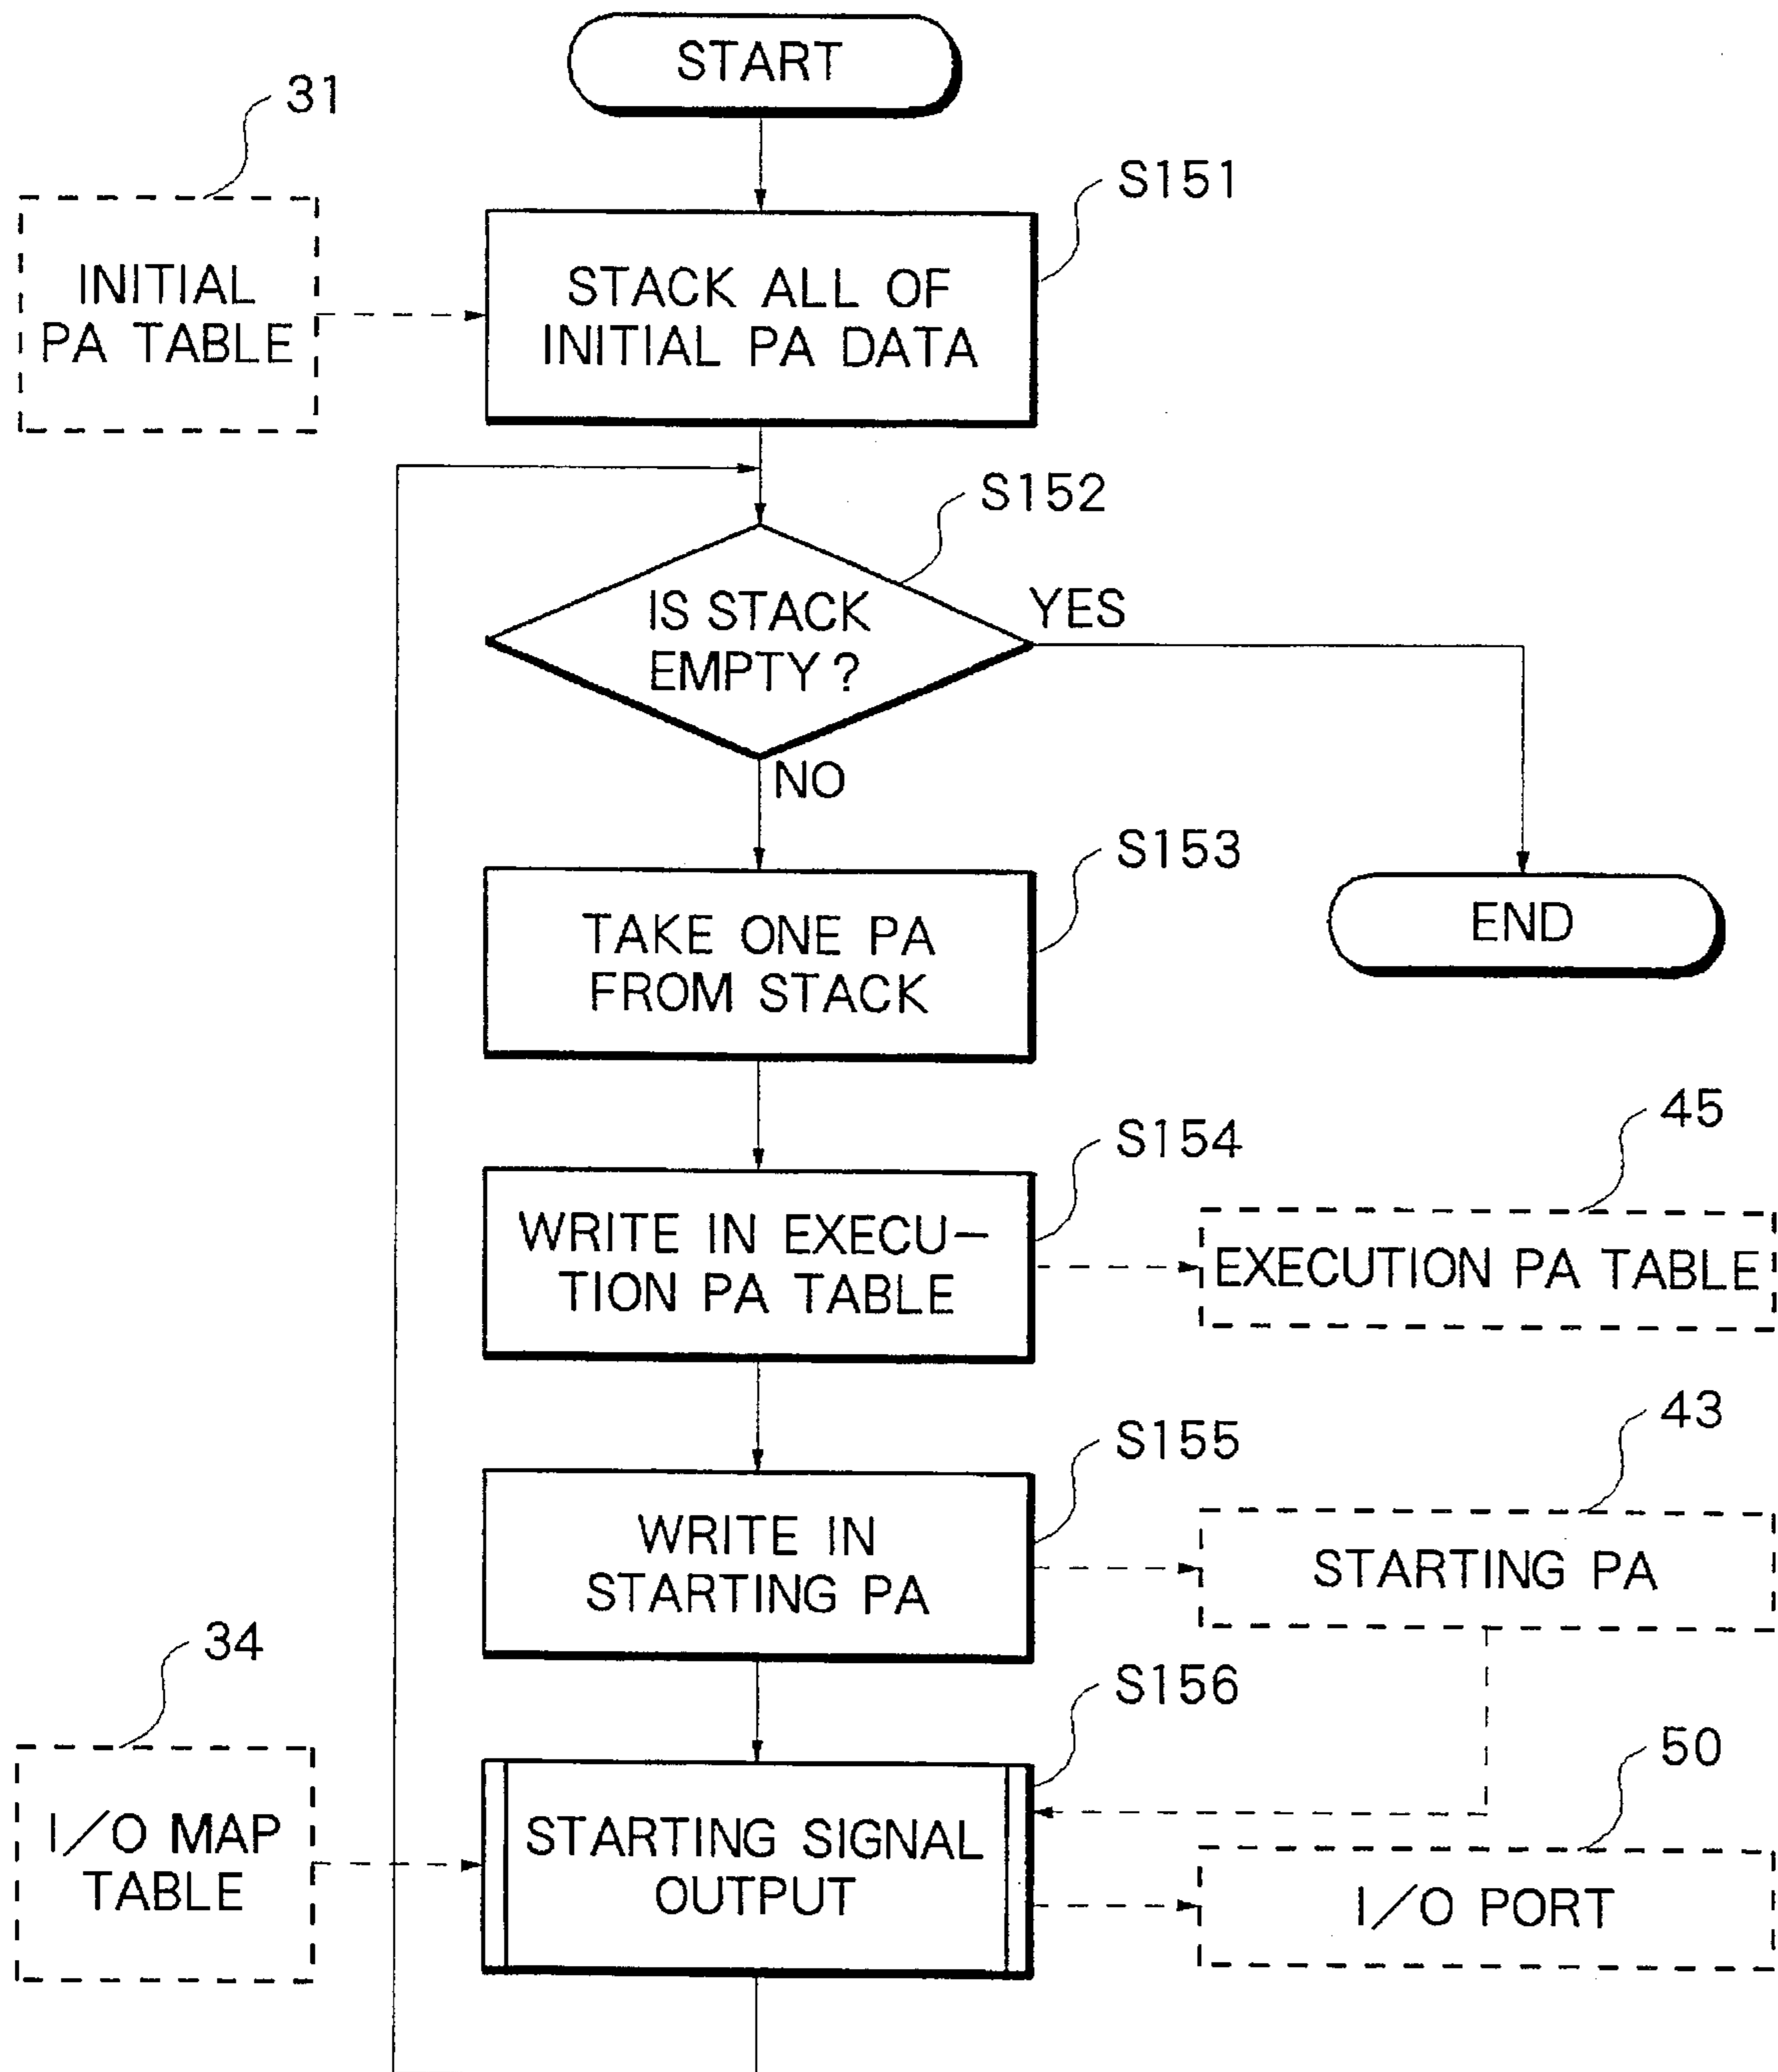 START
31
S151
INITIAL
PA TABLE
STACK ALL OF
INITIAL PA DATA
S152
IS STACK
EMPTY?
YES
NO
S153
TAKE ONE PA
FROM STACK
END
45
S154
WRITE IN EXECU-
TION PA TABLE
EXECUTION PA TABLE
43
S155
WRITE IN
STARTING PA
STARTING PA
34
S156
50
I/O MAP
TABLE
STARTING SIGNAL
OUTPUT
I/O PORT